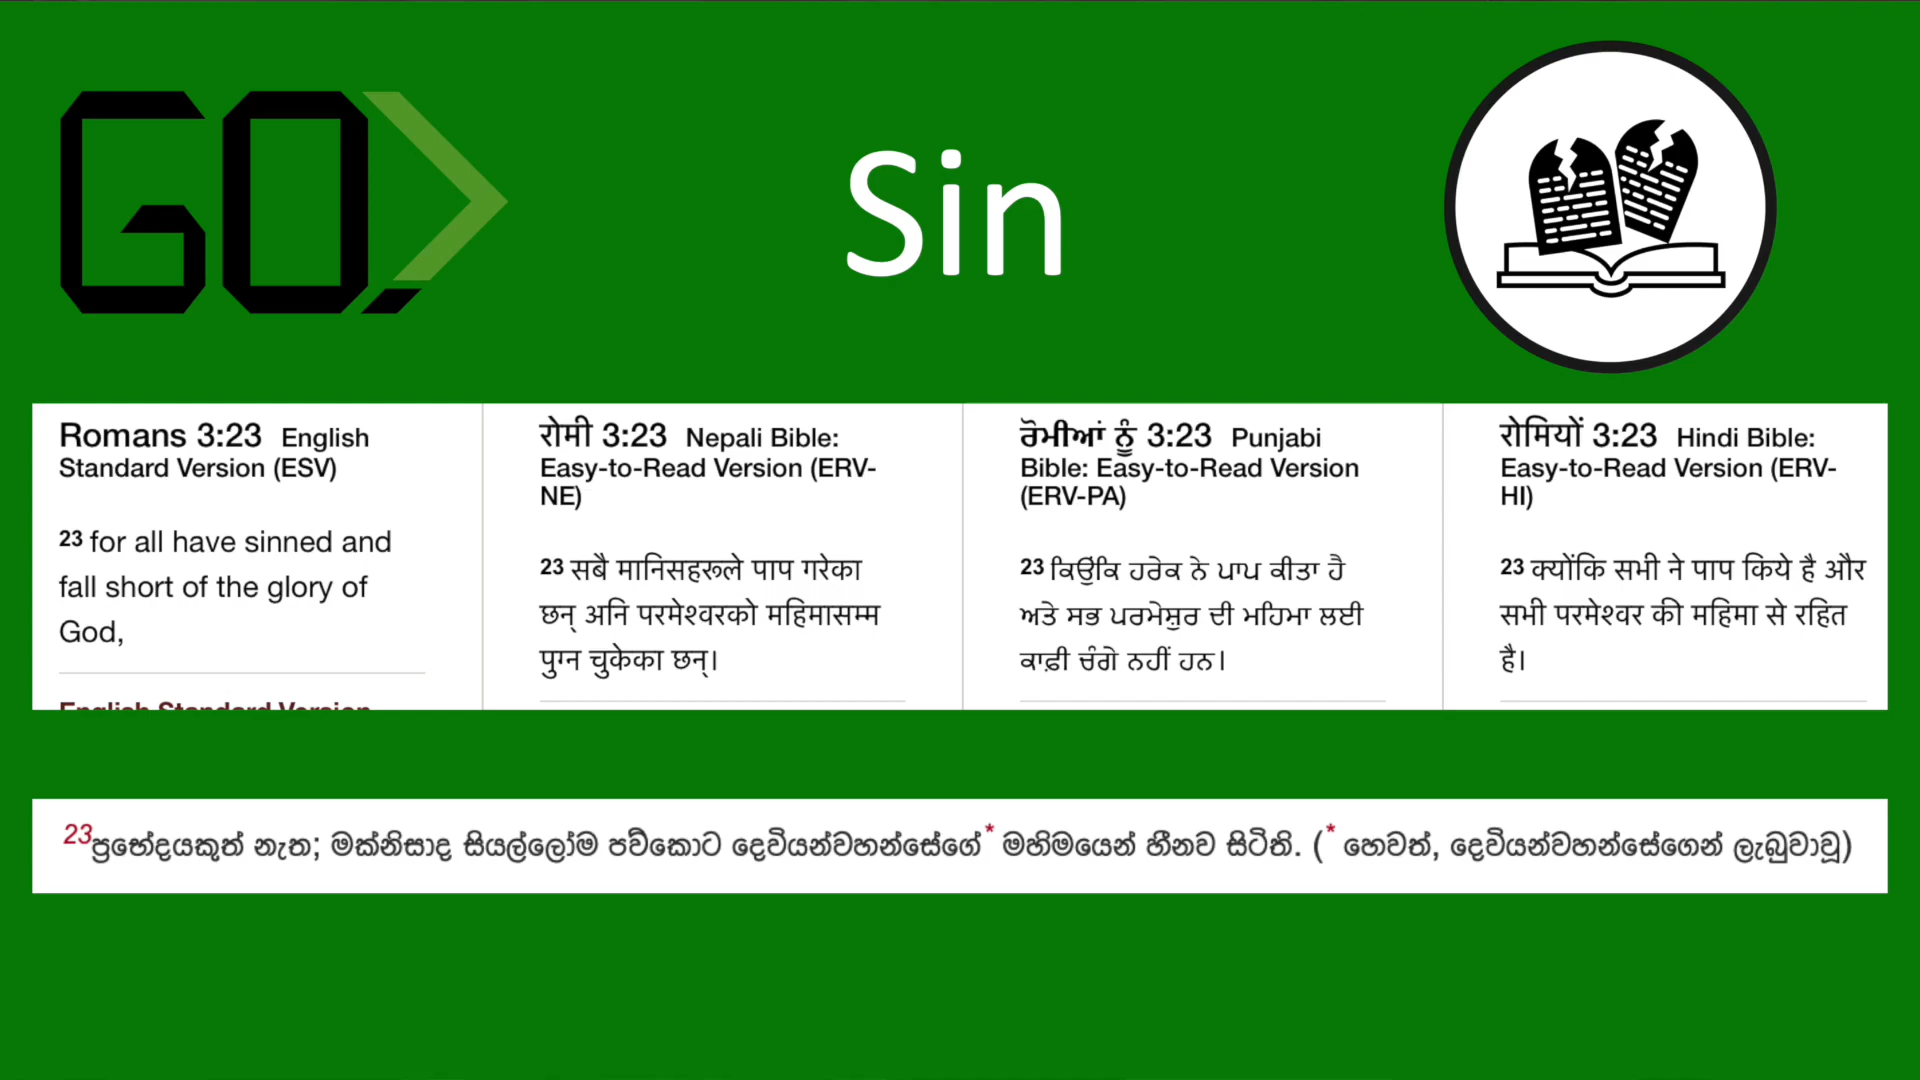 GO
Sin
Romans 3:23 English
Standard Version (ESV)
23 for all have sinned and
fall short of the glory of
God,
English Standard Version
रोमी 3:23 Nepali Bible:
Easy-to-Read Version (ERV-
NE)
23 सबै मानिसहरूले पाप गरेका
छन् अनि परमेश्वरको महिमासम्म
पुग्न चुकेका छन्।
ਰੋਮੀਆਂ ਨੂੰ 3:23 Punjabi
Bible: Easy-to-Read Version
(ERV-PA)
23 ਕਿਉਂਕਿ ਹਰੇਕ ਨੇ ਪਾਪ ਕੀਤਾ ਹੈ
ਅਤੇ ਸਭ ਪਰਮੇਸ਼ੁਰ ਦੀ ਮਹਿਮਾ ਲਈ
ਕਾਫ਼ੀ ਚੰਗੇ ਨਹੀਂ ਹਨ।
रोमियों 3:23 Hindi Bible:
Easy-to-Read Version (ERV-
HI)
23 क्योंकि सभी ने पाप किये है और
सभी परमेश्वर की महिमा से रहित
है।
23ප්‍රභේදයකුත් නැත; මක්නිසාද සියල්ලෝම පව්කොට දෙවියන්වහන්සේගේ* මහිමයෙන් හීනව සිටිති. (* හෙවත්, දෙවියන්වහන්සේගෙන් ලැබුවාවූ)